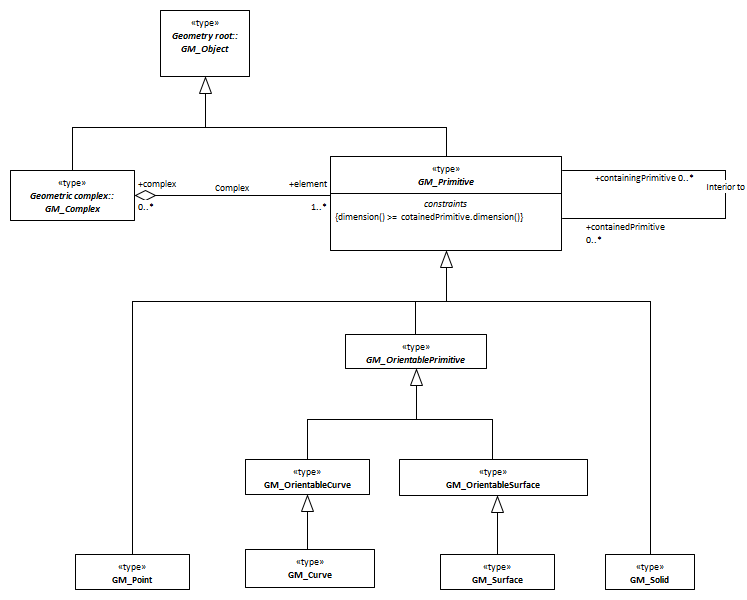 «type»
Geometry root::
GM_Object
«type»
Geometric complex::
GM_Complex
+complex
0..*
Complex
+element
1..*
«type»
GM_Primitive
constraints
{dimension() >= cotainedPrimitive.dimension()}
+containingPrimitive 0..*
Interior to
+containedPrimitive
0..*
«type»
GM_OrientablePrimitive
«type»
GM_OrientableCurve
«type»
GM_OrientableSurface
«type»
GM_Point
«type»
GM_Curve
«type»
GM_Surface
«type»
GM_Solid